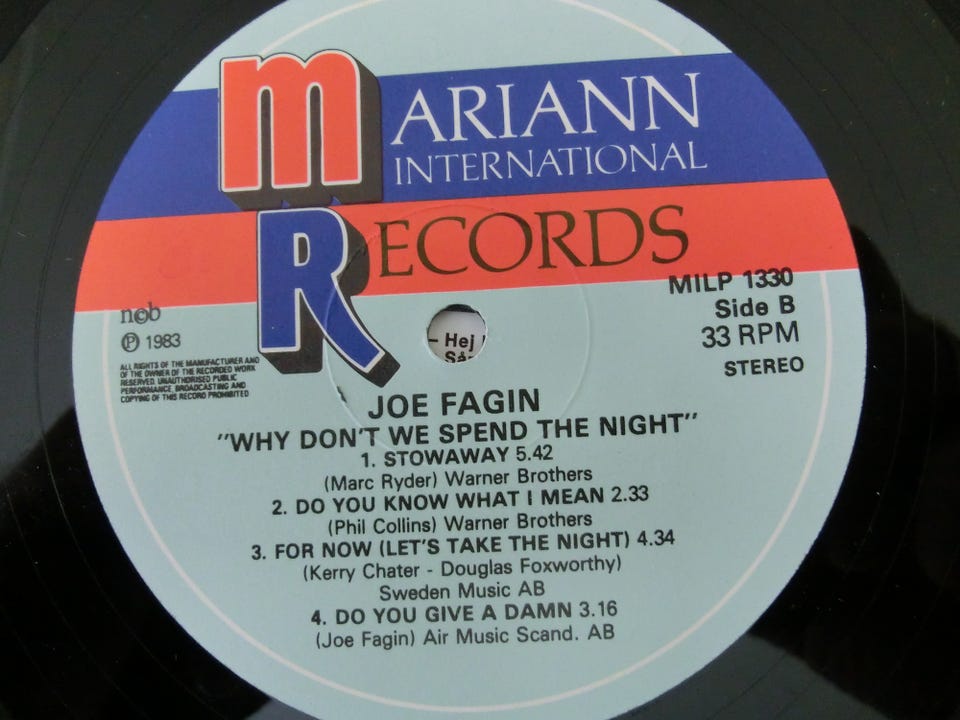 MARIANN
INTERNATIONAL
RECORDS
MILP 1330
Side B
33 RPM
STEREO
n©b
Ⓟ 1983
ALL RIGHTS OF THE MANUFACTURER AND
OF THE OWNER OF THE RECORDED WORK
RESERVED. UNAUTHORISED PUBLIC
PERFORMANCE, BROADCASTING AND
COPYING OF THIS RECORD PROHIBITED
– Hej
JOE FAGIN
"WHY DON'T WE SPEND THE NIGHT"
1. STOWAWAY 5.42
(Marc Ryder) Warner Brothers
2. DO YOU KNOW WHAT I MEAN 2.33
(Phil Collins) Warner Brothers
3. FOR NOW (LET'S TAKE THE NIGHT) 4.34
(Kerry Chater - Douglas Foxworthy)
Sweden Music AB
4. DO YOU GIVE A DAMN 3.16
(Joe Fagin) Air Music Scand. AB